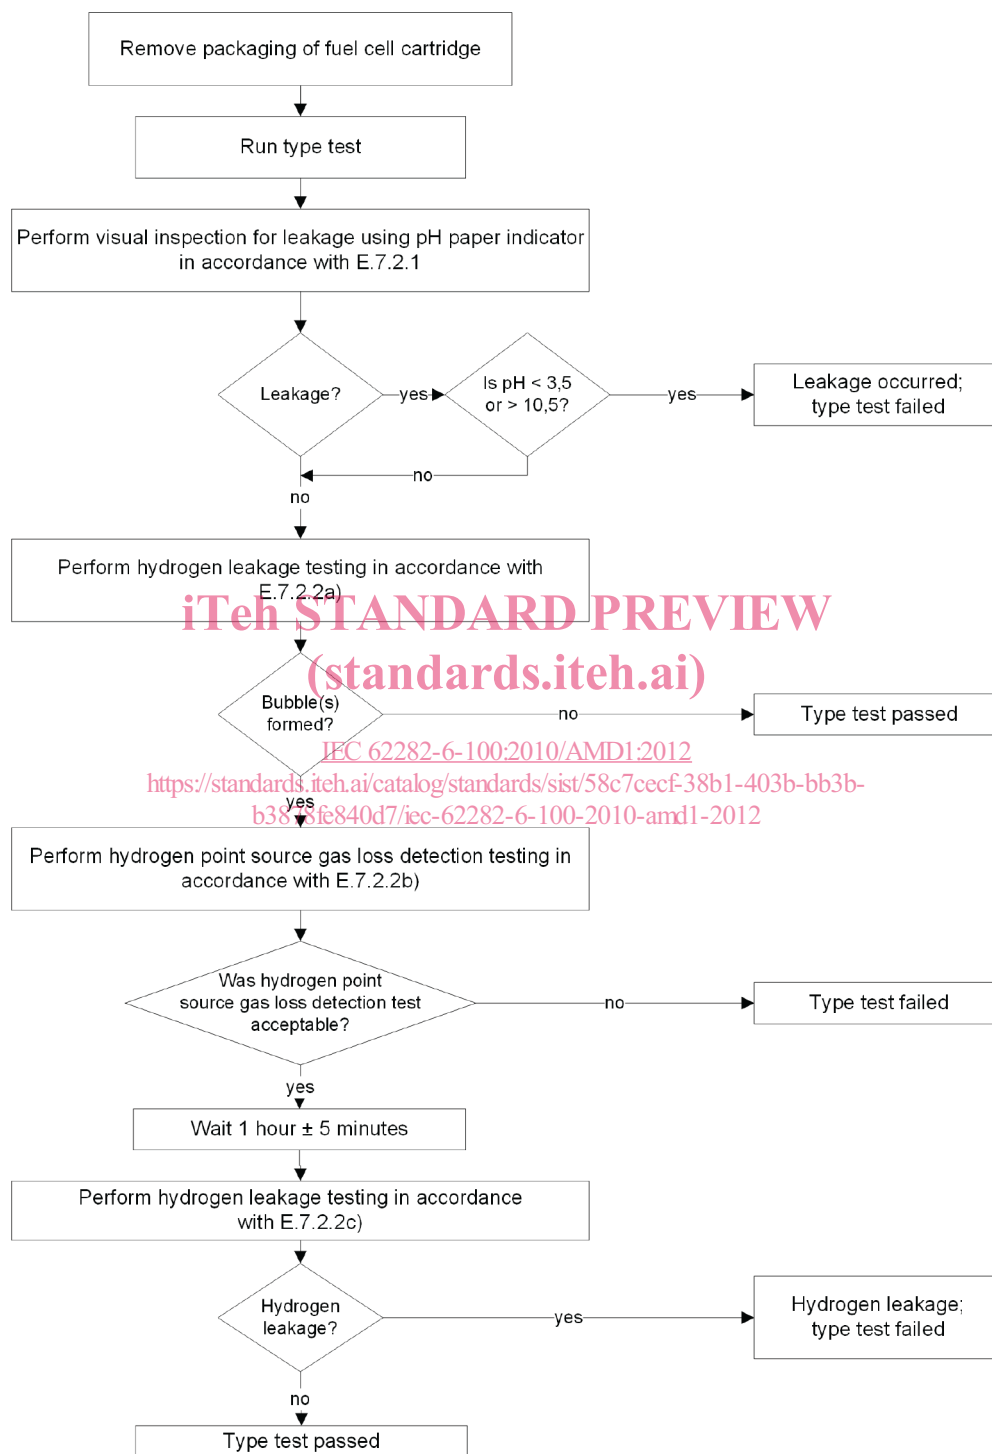 Remove packaging of fuel cell cartridge
Run type test
Perform visual inspection for leakage using pH paper indicator
in accordance with E.7.2.1
Leakage?
yes
Is pH < 3,5
or > 10,5?
yes
Leakage occurred;
type test failed
no
no
Perform hydrogen leakage testing in accordance with
E.7.2.2a)
iTeh STANDARD PREVIEW
(standards.iteh.ai)
Bubble(s)
formed?
no
Type test passed
IEC 62282-6-100:2010/AMD1:2012
https://standards.iteh.ai/catalog/standards/sist/58c7cecf-38b1-403b-bb3b-
yes
b3878fe840d7/iec-62282-6-100-2010-amd1-2012
Perform hydrogen point source gas loss detection testing in
accordance with E.7.2.2b)
Was hydrogen point
source gas loss detection test
acceptable?
no
Type test failed
yes
Wait 1 hour ± 5 minutes
Perform hydrogen leakage testing in accordance
with E.7.2.2c)
Hydrogen
leakage?
yes
Hydrogen leakage;
type test failed
no
Type test passed